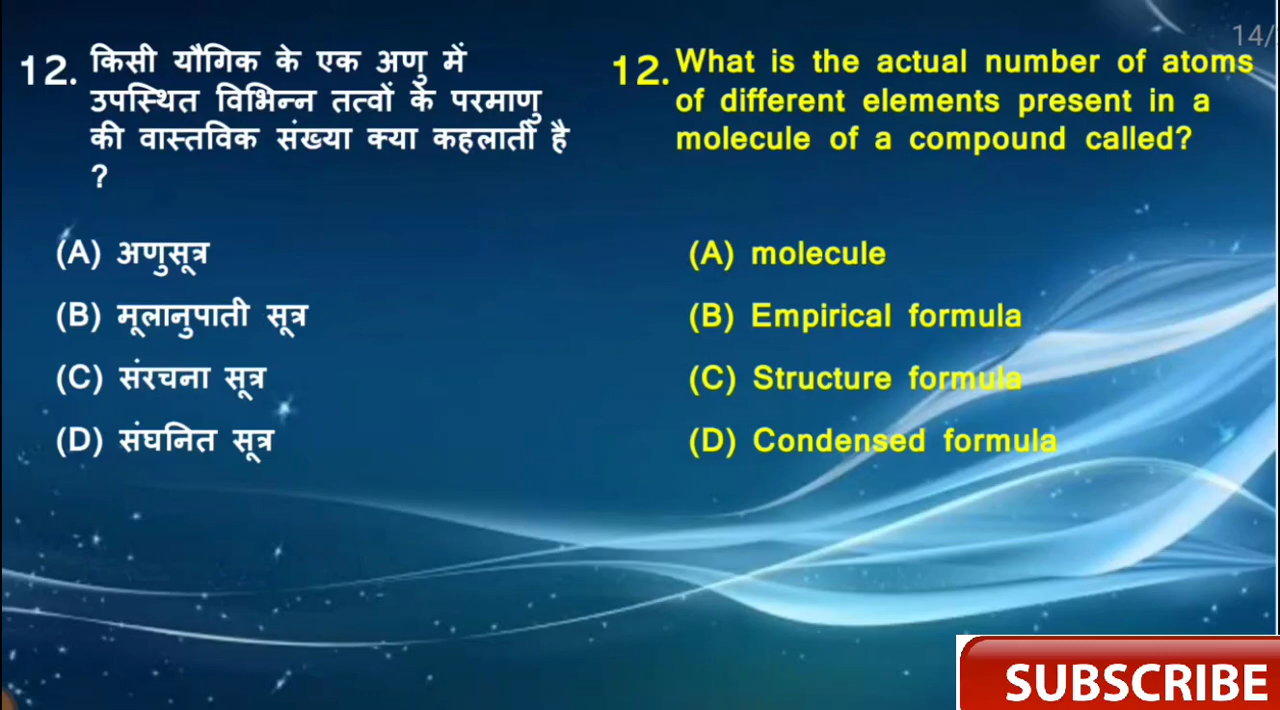 14/
12. किसी यौगिक के एक अणु में
उपस्थित विभिन्न तत्वों के परमाणु
की वास्तविक संख्या क्या कहलाती है
?
(A) अणुसूत्र
(B) मूलानुपाती सूत्र
(C) संरचना सूत्र
(D) संघनित सूत्र
12. What is the actual number of atoms
of different elements present in a
molecule of a compound called?
(A) molecule
(B) Empirical formula
(C) Structure formula
(D) Condensed formula
SUBSCRIBE